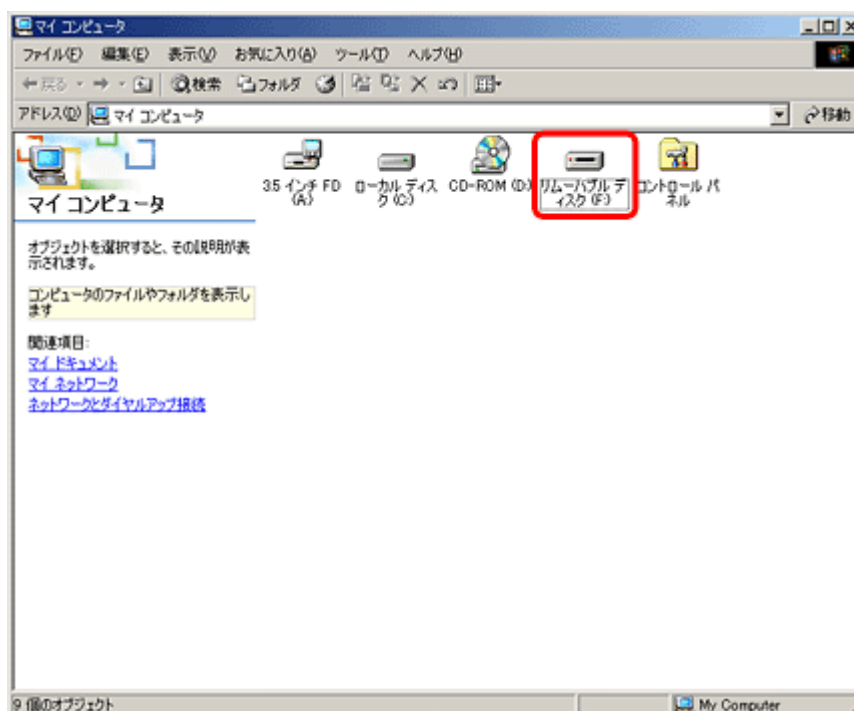 マイ コンピュータ
ファイル(F) 編集(E) 表示(V) お気に入り(A) ツール(T) ヘルプ(H)
戻る 検索 フォルダ
アドレス(D) マイ コンピュータ 移動
マイ コンピュータ
オブジェクトを選択すると、その説明が表
示されます。
コンピュータのファイルやフォルダを表示し
ます
関連項目:
マイ ドキュメント
マイ ネットワーク
ネットワークとダイヤルアップ接続
3.5 インチ FD
(A:)
ローカル ディス
ク (C:)
CD-ROM (D:)
リムーバブル デ
ィスク (F:)
コントロール パ
ネル
9 個のオブジェクト My Computer